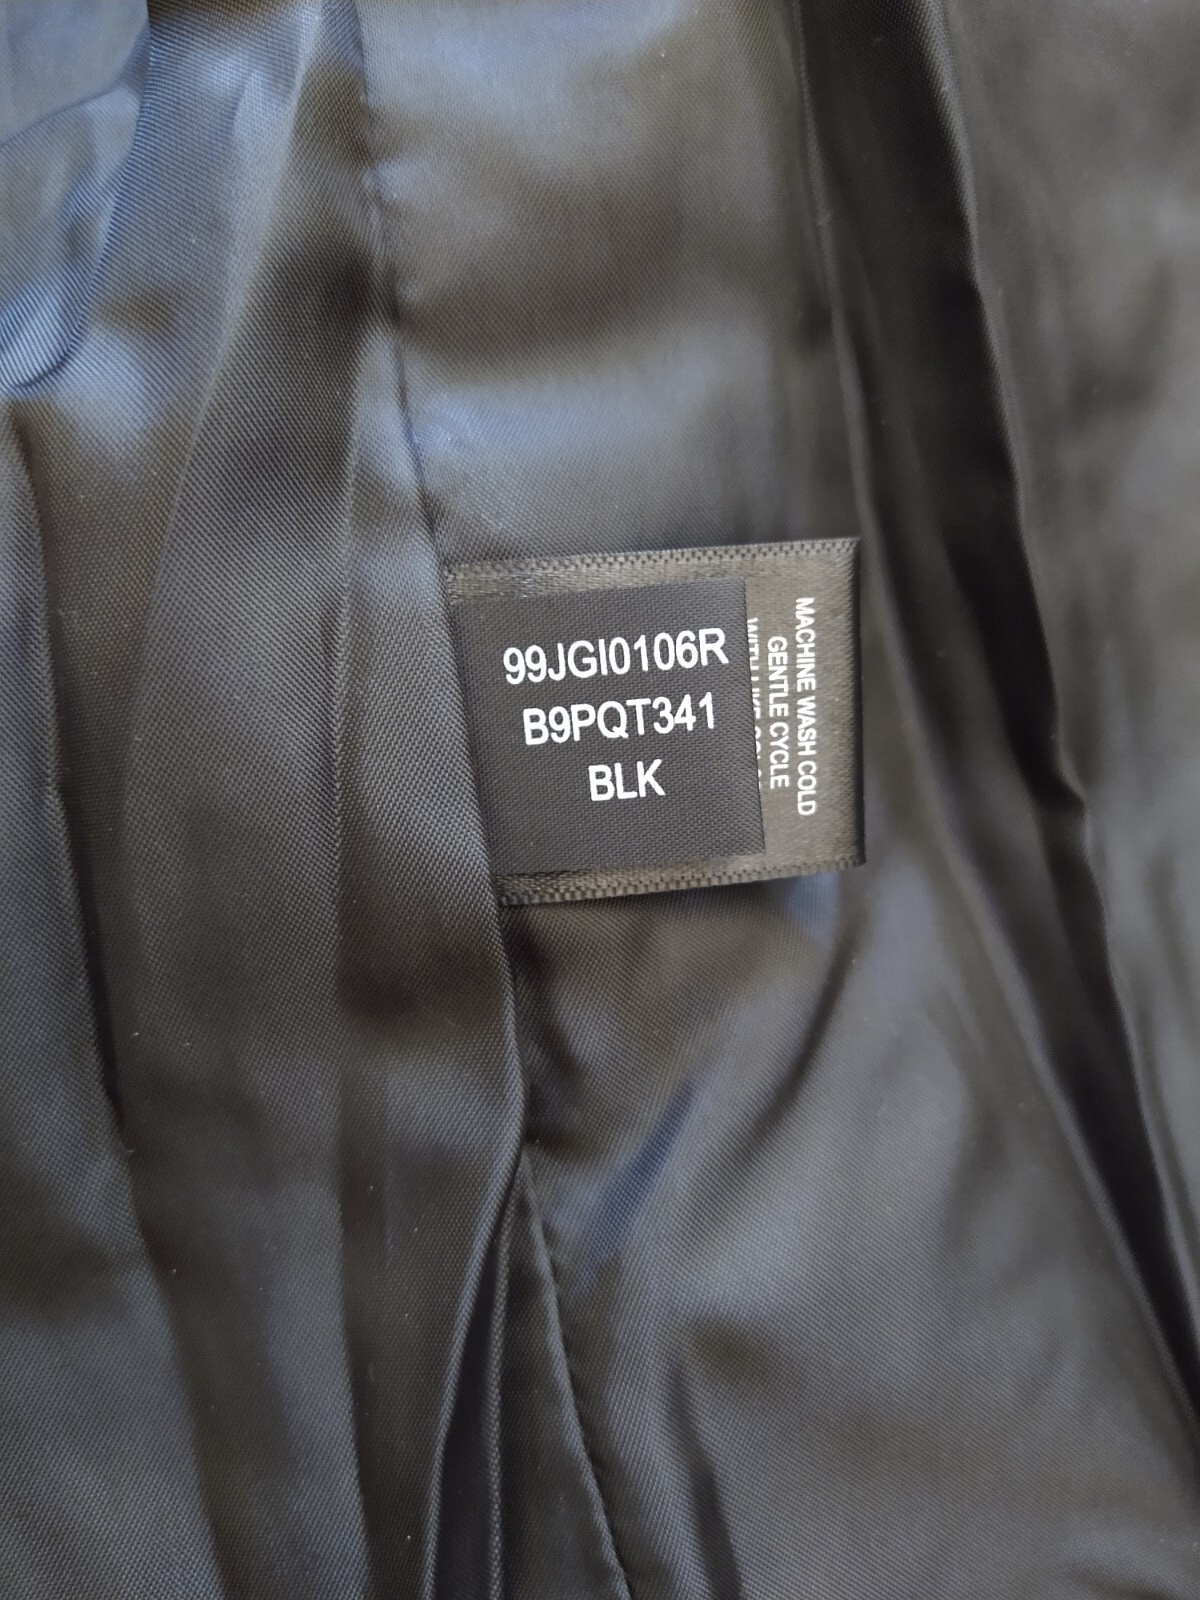 99JGI0106R
B9PQT341
BLK
MACHINE WASH COLD
GENTLE CYCLE